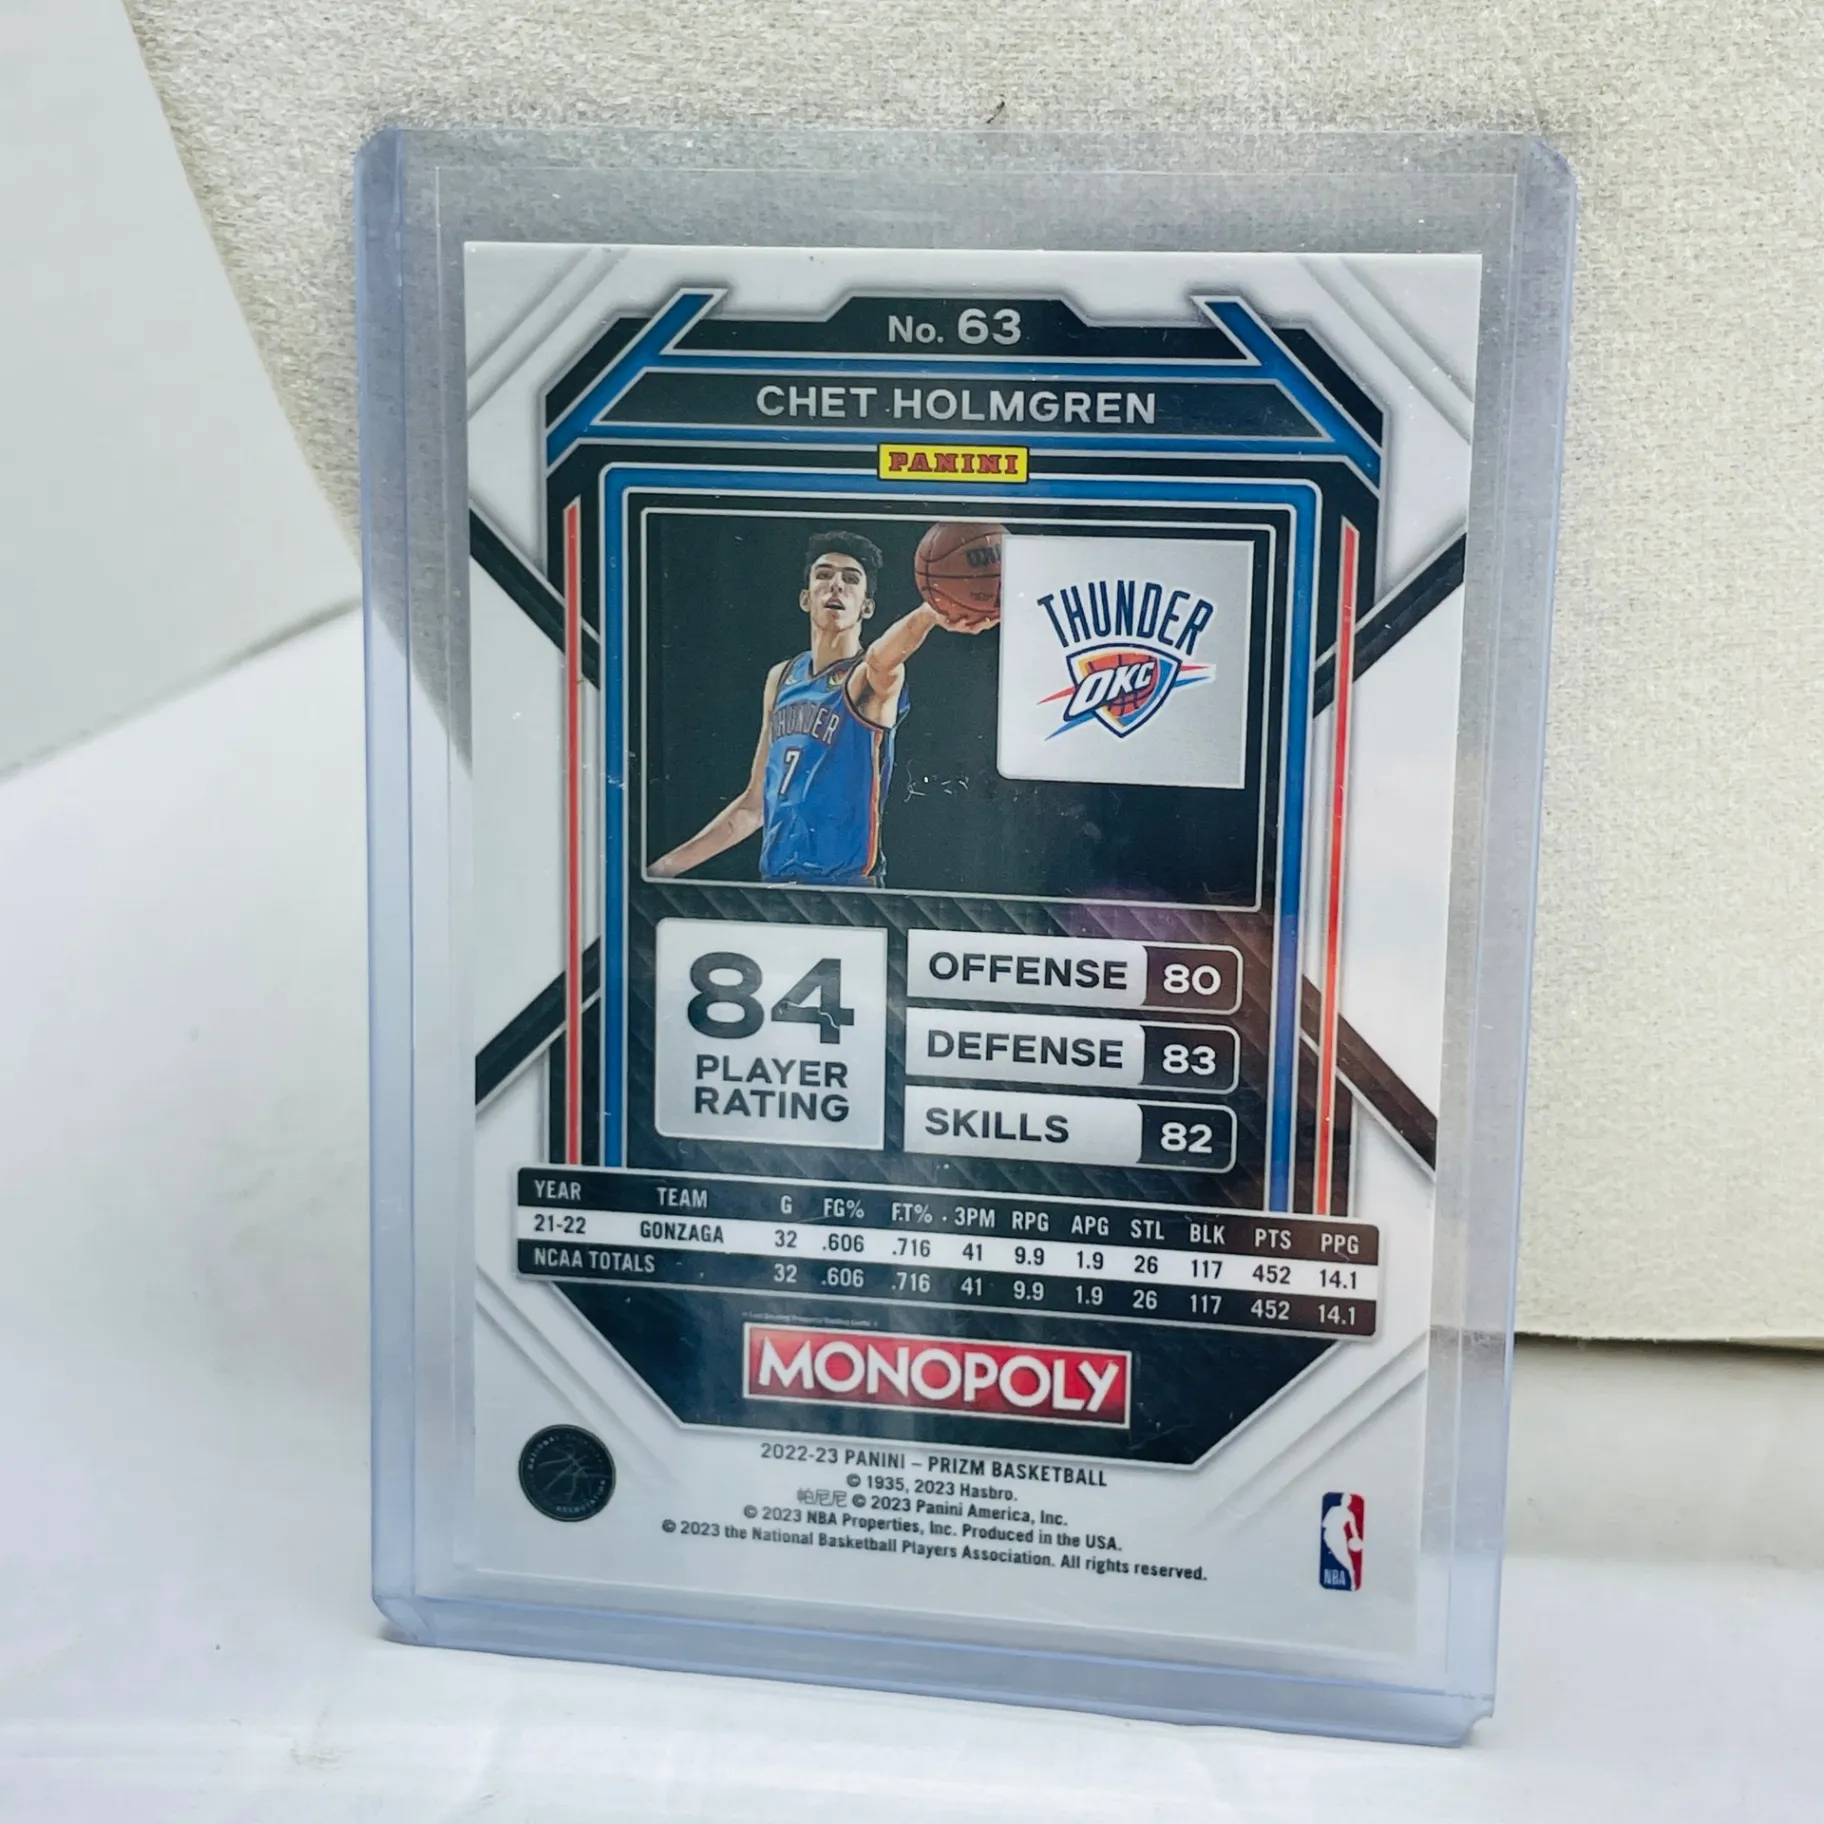 No. 63
CHET HOLMGREN
PANINI
THUNDER
OKC
THUNDER
7
84
PLAYER
RATING
OFFENSE 80
DEFENSE 83
SKILLS 82
YEAR TEAM G FG% F.T% 3PM RPG APG STL BLK PTS PPG
21-22 GONZAGA 32 .606 .716 41 9.9 1.9 26 117 452 14.1
NCAA TOTALS 32 .606 .716 41 9.9 1.9 26 117 452 14.1
MONOPOLY
2022-23 PANINI – PRIZM BASKETBALL
© 1935, 2023 Hasbro.
帕尼尼 © 2023 Panini America, Inc.
© 2023 NBA Properties, Inc. Produced in the USA.
© 2023 the National Basketball Players Association. All rights reserved.
NBA